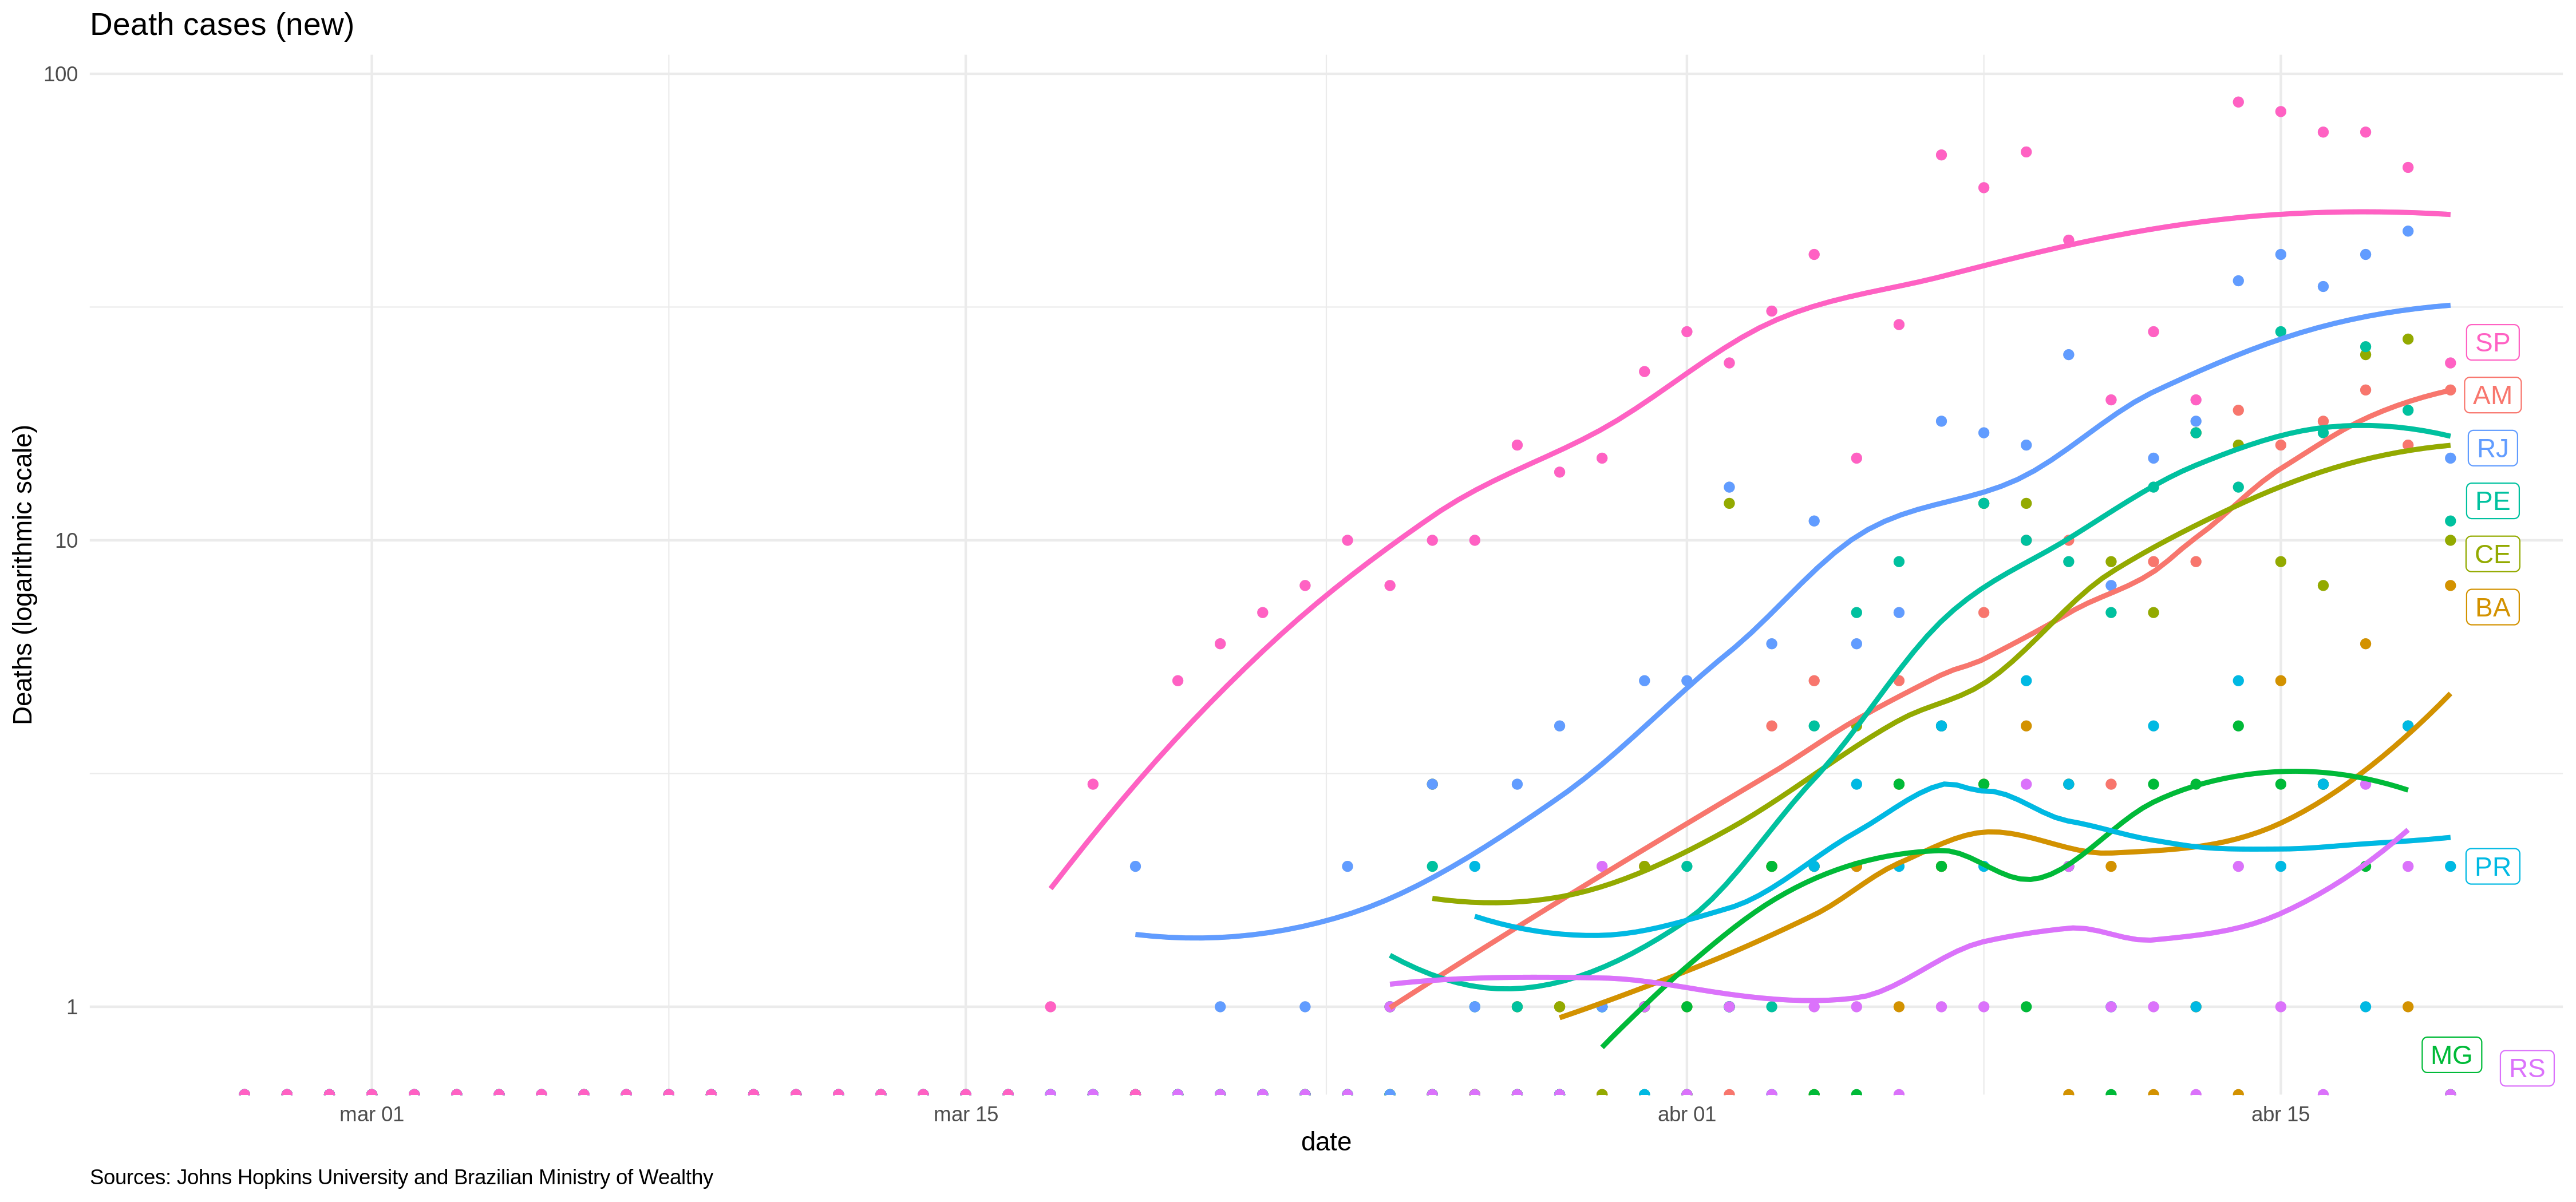 Death cases (new)
100
10
1
Deaths (logarithmic scale)
SP
AM
RJ
PE
CE
BA
PR
MG
RS
mar 01
mar 15
abr 01
abr 15
date
Sources: Johns Hopkins University and Brazilian Ministry of Wealthy